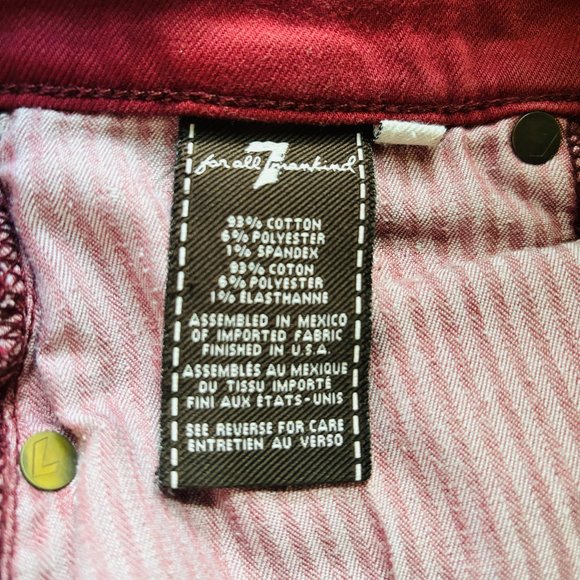 7
for all mankind
93% COTTON
6% POLYESTER
1% SPANDEX
93% COTON
6% POLYESTER
1% ÉLASTHANNE
ASSEMBLED IN MEXICO
OF IMPORTED FABRIC
FINISHED IN U.S.A.
ASSEMBLÉS AU MEXIQUE
DU TISSU IMPORTÉ
FINI AUX ÉTATS-UNIS
SEE REVERSE FOR CARE
ENTRETIEN AU VERSO